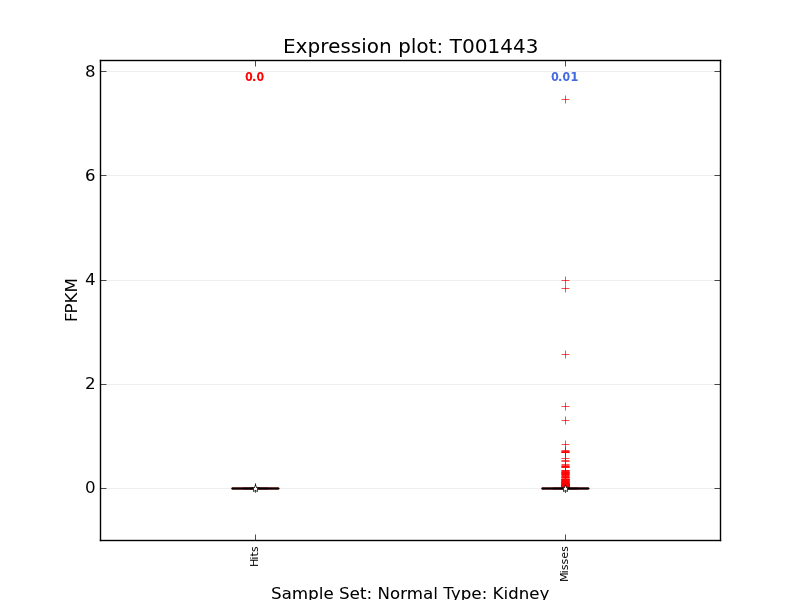 Expression plot: T001443
8
0.0
0.01
6
4
FPKM
2
0
Hits
Misses
Sample Set: Normal Type: Kidney